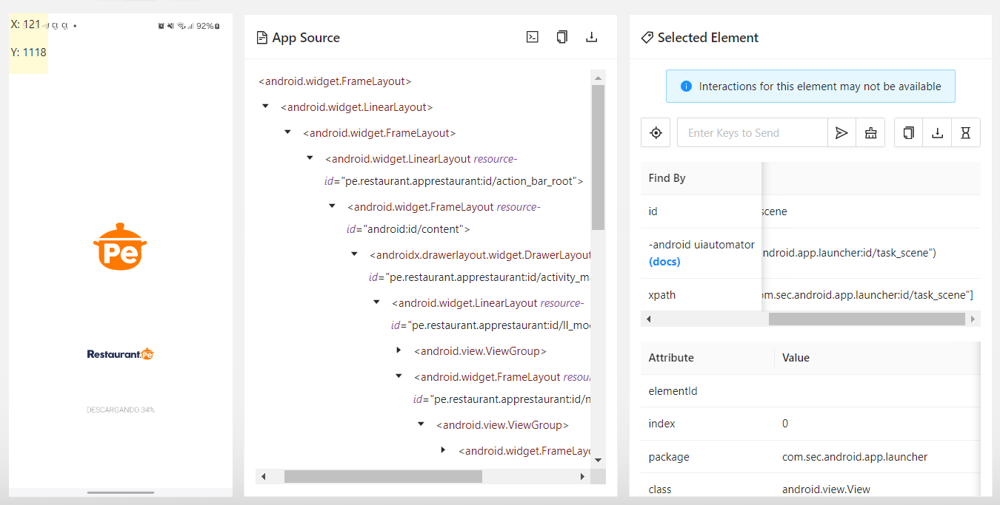 X: 121
Y: 1118
92%
Pe
Restaurant.Pe
DESCARGANDO 34%
App Source
<android.widget.FrameLayout>
<android.widget.LinearLayout>
<android.widget.FrameLayout>
<android.widget.LinearLayout resource-
id="pe.restaurant.apprestaurant:id/action_bar_root">
<android.widget.FrameLayout resource-
id="android:id/content">
<androidx.drawerlayout.widget.DrawerLayout
id="pe.restaurant.apprestaurant:id/activity_ma
<android.widget.LinearLayout resource-
id="pe.restaurant.apprestaurant:id/ll_mo
<android.view.ViewGroup>
<android.widget.FrameLayout resou
id="pe.restaurant.apprestaurant:id/n
<android.view.ViewGroup>
<android.widget.FrameLayo
Selected Element
Interactions for this element may not be available
Enter Keys to Send
Find By
id
scene
-android uiautomator
(docs)
ndroid.app.launcher:id/task_scene")
xpath
om.sec.android.app.launcher:id/task_scene"]
Attribute
Value
elementId
index
0
package
com.sec.android.app.launcher
class
android.view.View